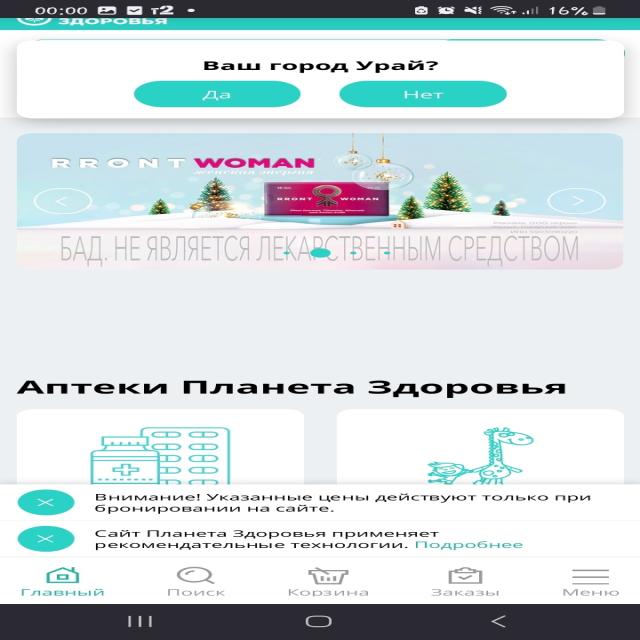 00:00 т2 16%
ЗДОРОВЬЯ
Ваш город Урай?
Да Нет
RRONT WOMAN
женская энергия
RRONT WOMAN
БАД. НЕ ЯВЛЯЕТСЯ ЛЕКАРСТВЕННЫМ СРЕДСТВОМ
Аптеки Планета Здоровья
Внимание! Указанные цены действуют только при
бронировании на сайте.
Сайт Планета Здоровья применяет
рекомендательные технологии. Подробнее
Главный Поиск Корзина Заказы Меню